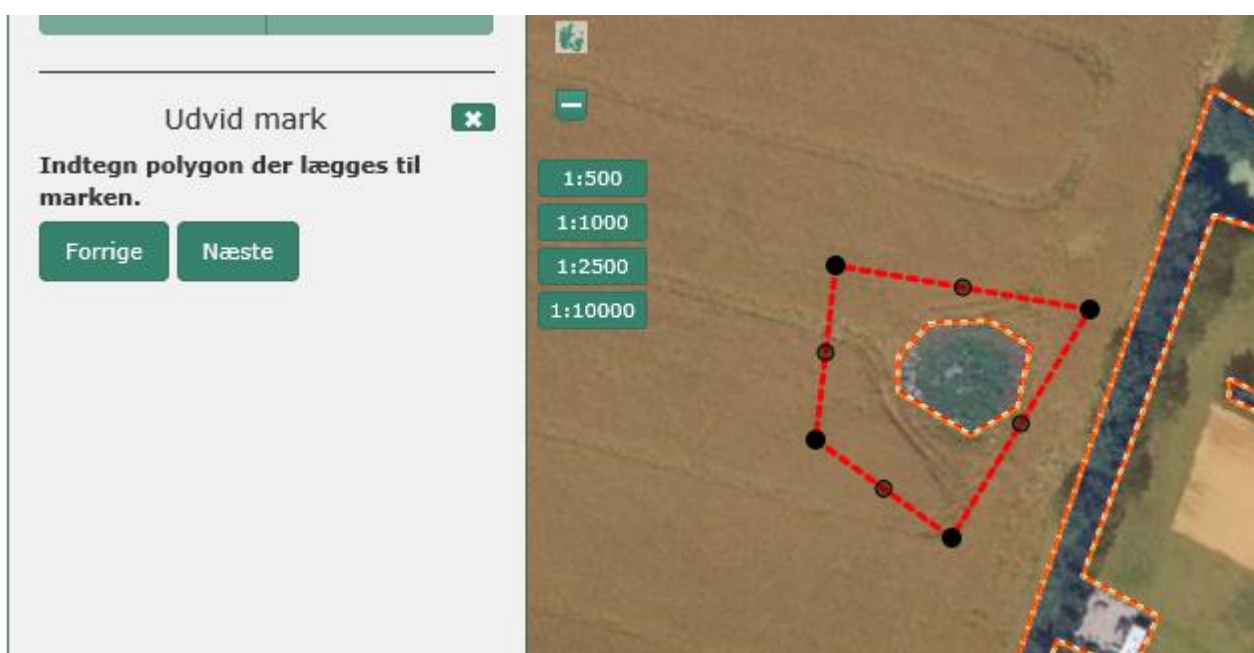 Udvid mark
Indtegn polygon der lægges til
marken.
Forrige
Næste
1:500
1:1000
1:2500
1:10000